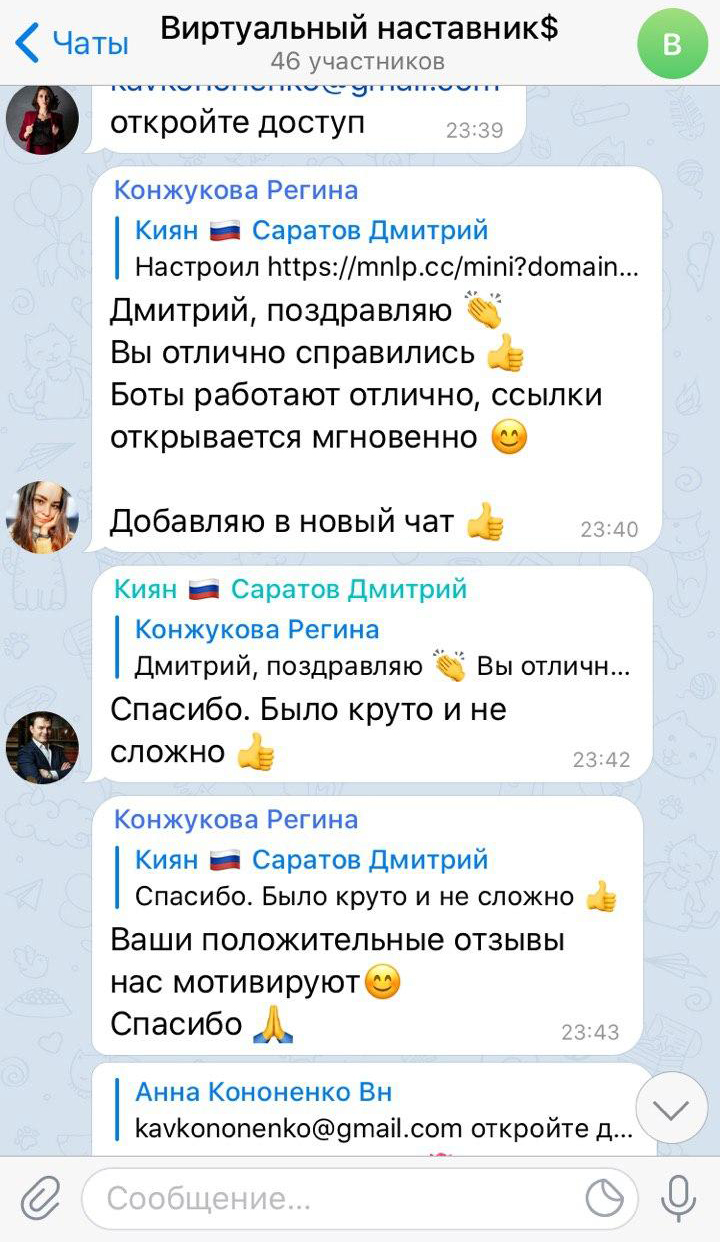 Чаты
Виртуальный наставник$
46 участников
В
kavkononenko@gmail.com
откройте доступ
23:39
Конжукова Регина
Киян 🇷🇺 Саратов Дмитрий
Настроил https://mnlp.cc/mini?domain...
Дмитрий, поздравляю 👏
Вы отлично справились 👍
Боты работают отлично, ссылки
открывается мгновенно 😊
Добавляю в новый чат 👍
23:40
Киян 🇷🇺 Саратов Дмитрий
Конжукова Регина
Дмитрий, поздравляю 👏 Вы отличн...
Спасибо. Было круто и не
сложно 👍
23:42
Конжукова Регина
Киян 🇷🇺 Саратов Дмитрий
Спасибо. Было круто и не сложно 👍
Ваши положительные отзывы
нас мотивируют😊
Спасибо 🙏
23:43
Анна Кононенко Вн
kavkononenko@gmail.com откройте д...
Сообщение...